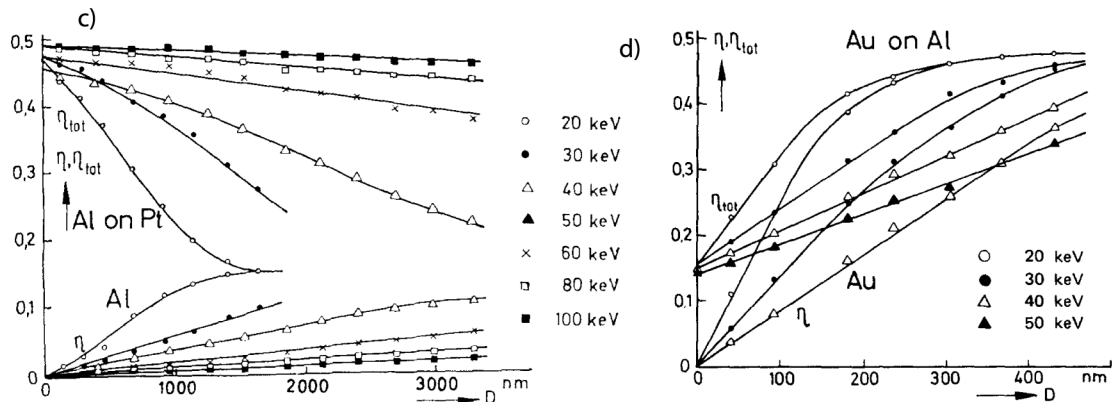 c)
0,5
0,4
0,3
0,2
0,1
0
η_tot
η, η_tot
Al on Pt
Al
η
1000
2000
3000
nm
D
20 keV
30 keV
40 keV
50 keV
60 keV
80 keV
100 keV
d)
0.5
0.4
0.3
0.2
0.1
0
η, η_tot
Au on Al
η_tot
Au
η
0
100
200
300
400
nm
D
20 keV
30 keV
40 keV
50 keV